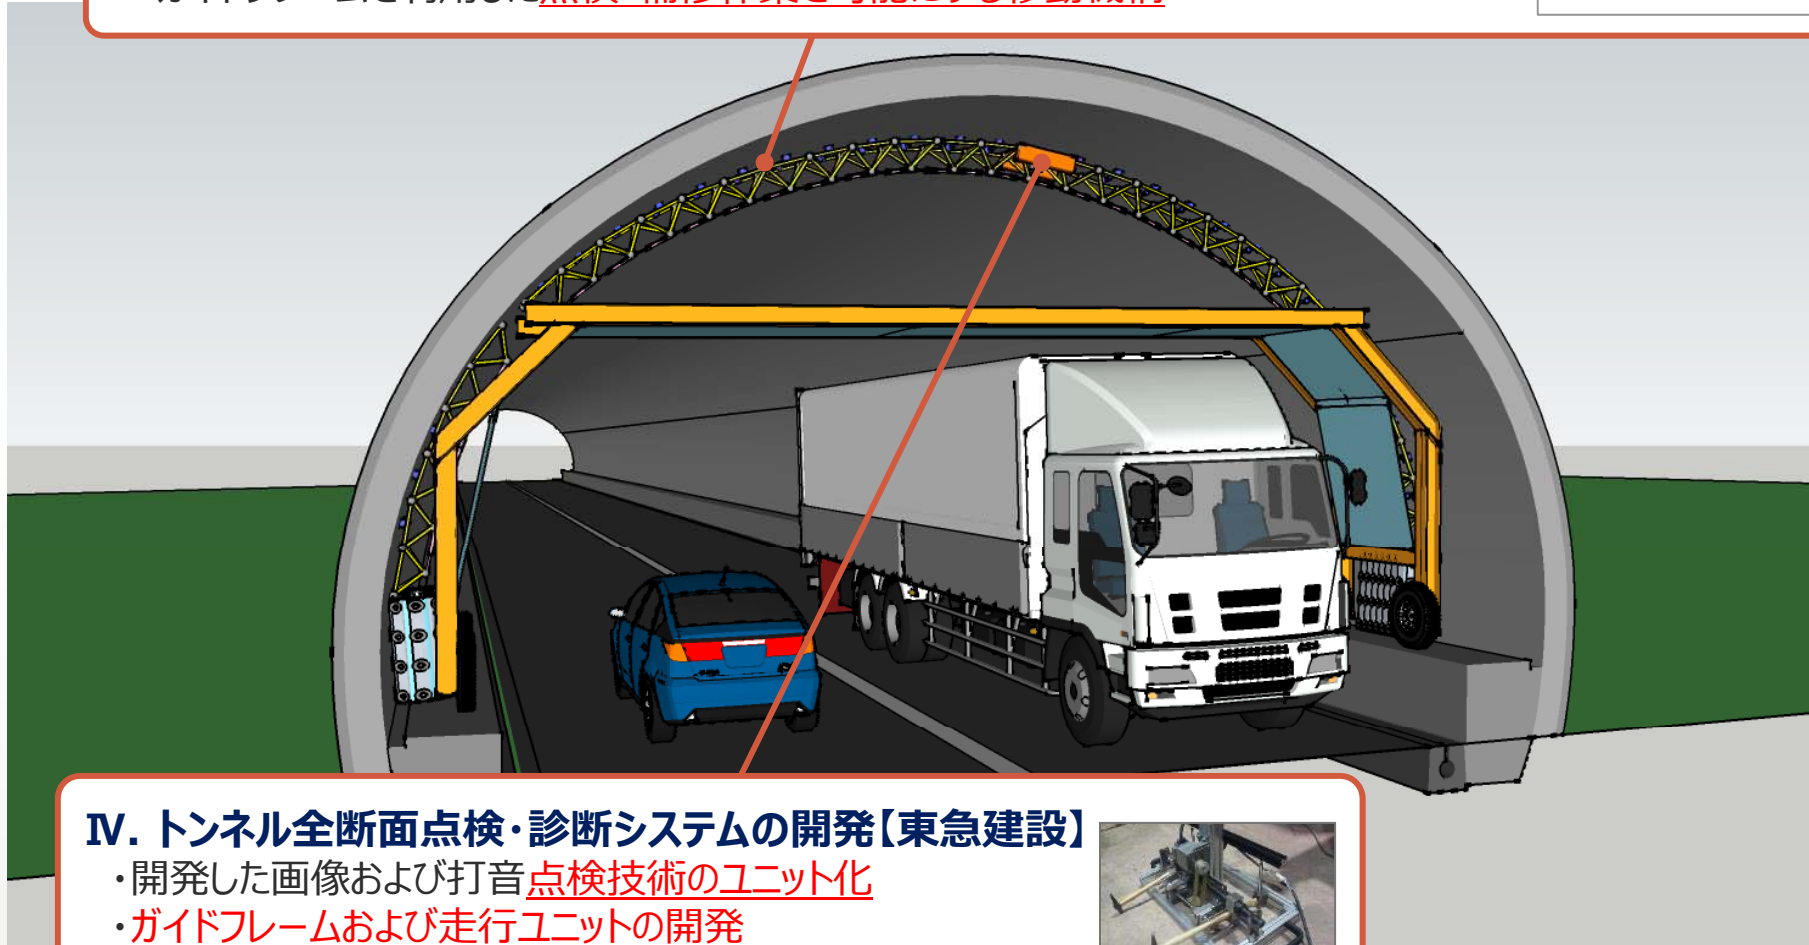 Ⅳ. トンネル全断面点検・診断システムの開発【東急建設】
・開発した画像および打音点検技術のユニット化
・ガイドフレームおよび走行ユニットの開発